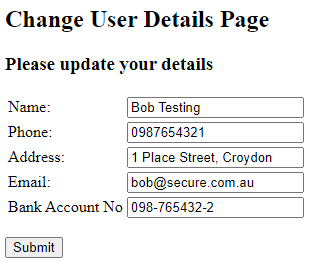 Change User Details Page
Please update your details
Name: Bob Testing
Phone: 0987654321
Address: 1 Place Street, Croydon
Email: bob@secure.com.au
Bank Account No 098-765432-2
Submit